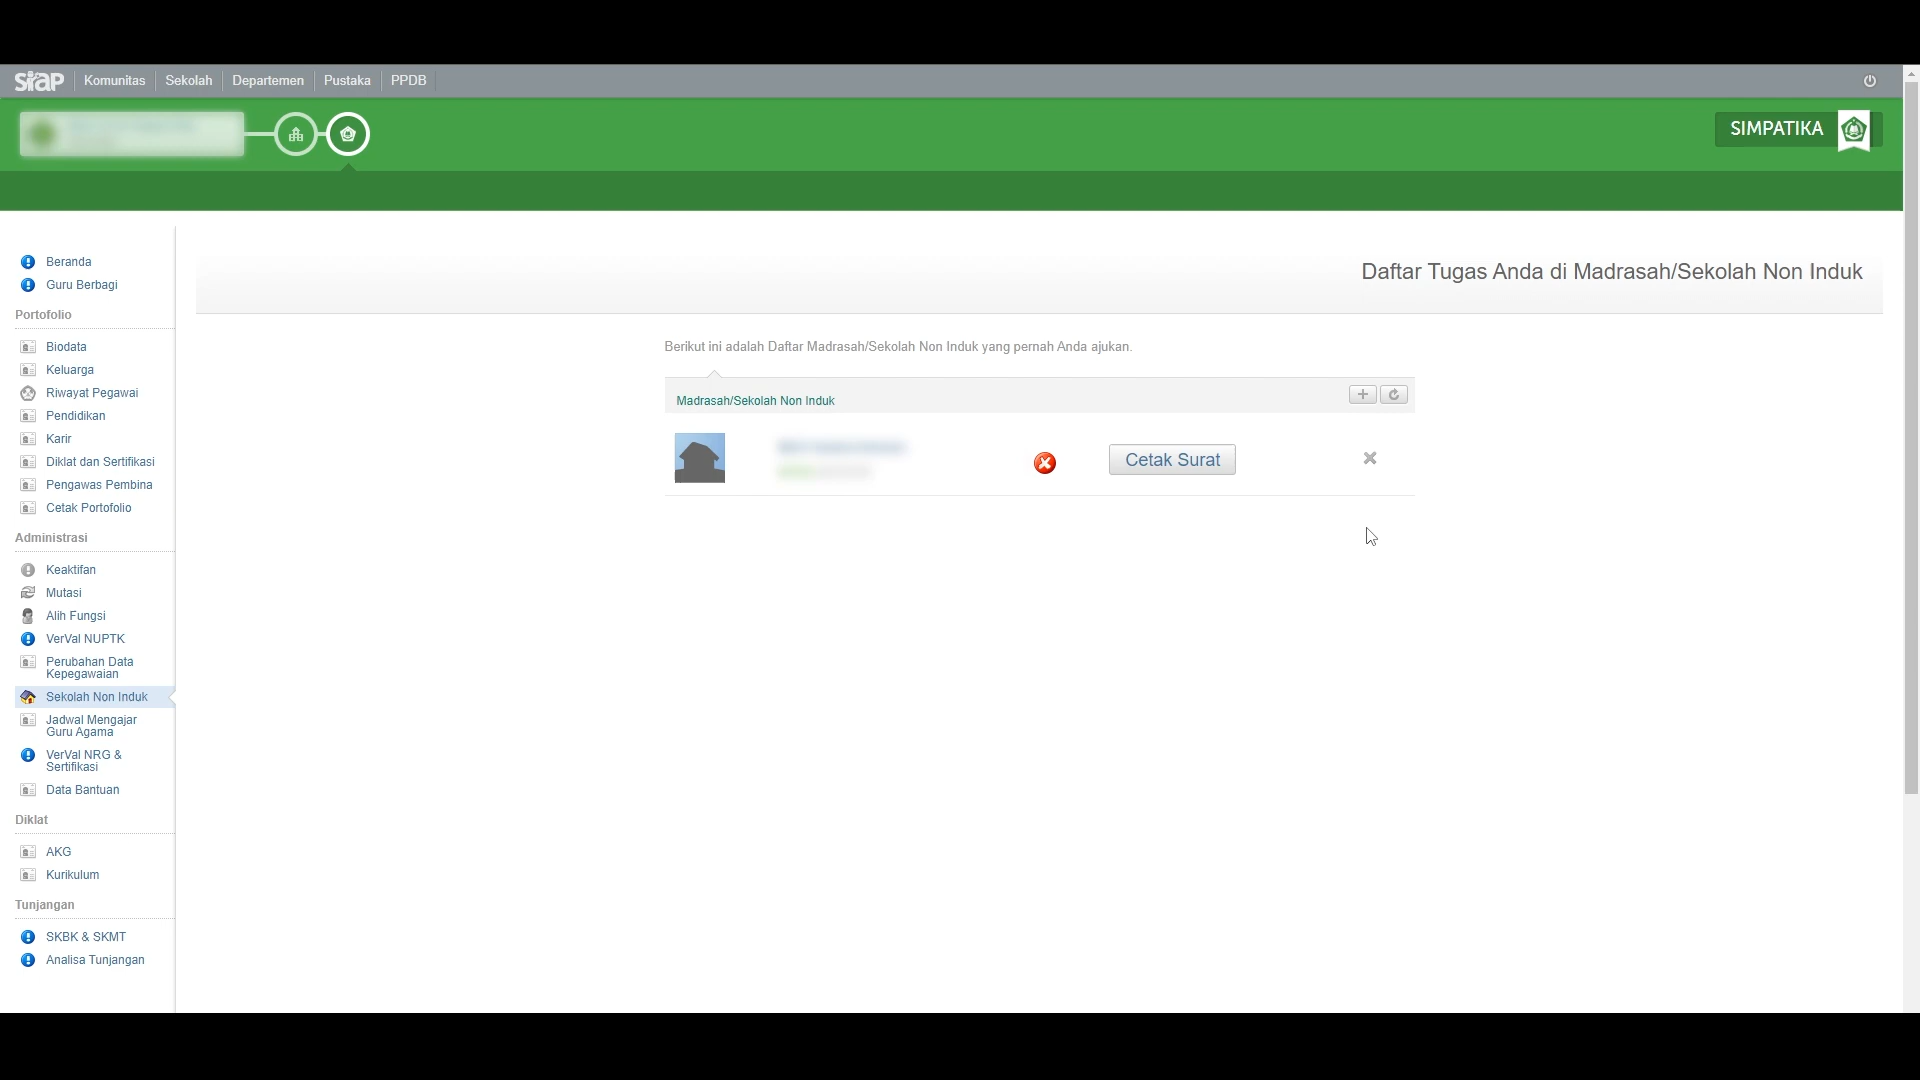 SIAP
Komunitas
Sekolah
Departemen
Pustaka
PPDB
SIMPATIKA
Beranda
Guru Berbagi
Portofolio
Biodata
Keluarga
Riwayat Pegawai
Pendidikan
Karir
Diklat dan Sertifikasi
Pengawas Pembina
Cetak Portofolio
Administrasi
Keaktifan
Mutasi
Alih Fungsi
VerVal NUPTK
Perubahan Data
Kepegawaian
Sekolah Non Induk
Jadwal Mengajar
Guru Agama
VerVal NRG &
Sertifikasi
Data Bantuan
Diklat
AKG
Kurikulum
Tunjangan
SKBK & SKMT
Analisa Tunjangan
Daftar Tugas Anda di Madrasah/Sekolah Non Induk
Berikut ini adalah Daftar Madrasah/Sekolah Non Induk yang pernah Anda ajukan.
Madrasah/Sekolah Non Induk
Cetak Surat